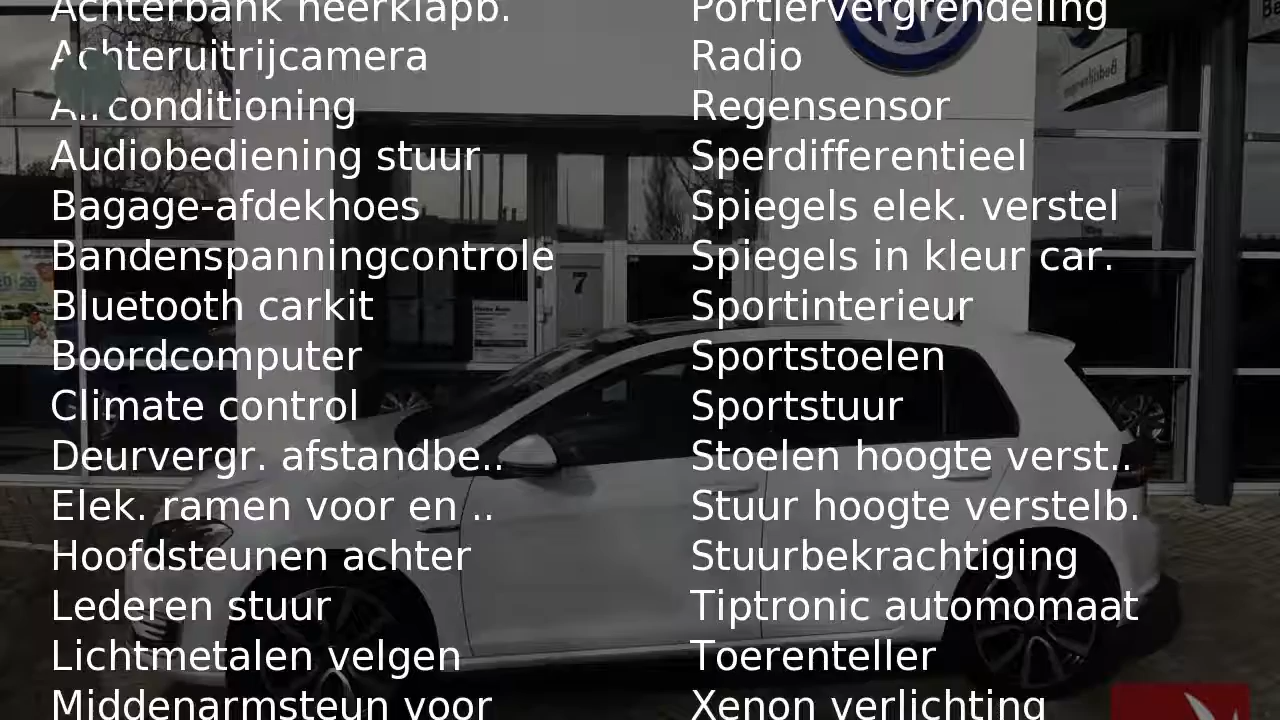 Achterbank neerklapb.
Achteruitrijcamera
Airconditioning
Audiobediening stuur
Bagage-afdekhoes
Bandenspanningcontrole
Bluetooth carkit
Boordcomputer
Climate control
Deurvergr. afstandbe..
Elek. ramen voor en ..
Hoofdsteunen achter
Lederen stuur
Lichtmetalen velgen
Middenarmsteun voor
Portiervergrendeling
Radio
Regensensor
Sperdifferentieel
Spiegels elek. verstel
Spiegels in kleur car.
Sportinterieur
Sportstoelen
Sportstuur
Stoelen hoogte verst..
Stuur hoogte verstelb.
Stuurbekrachtiging
Tiptronic automomaat
Toerenteller
Xenon verlichting
7